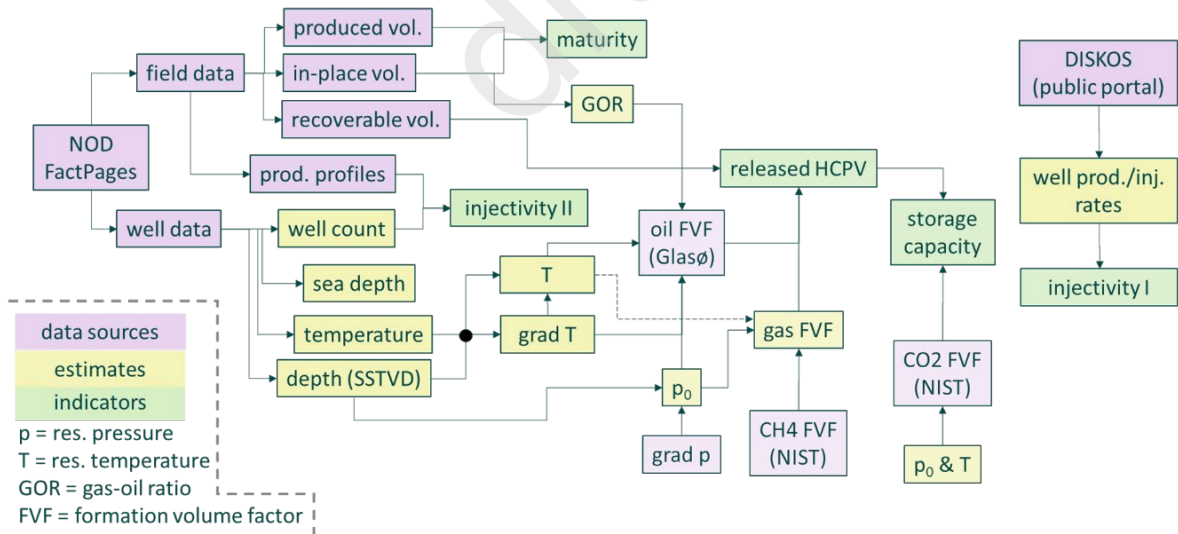 produced vol.
maturity
field data
in-place vol.
GOR
recoverable vol.
DISKOS
(public portal)
NOD
FactPages
prod. profiles
released HCPV
well prod./inj.
rates
injectivity II
well data
well count
oil FVF
(Glasø)
storage
capacity
T
sea depth
injectivity I
data sources
temperature
grad T
gas FVF
estimates
depth (SSTVD)
p₀
CO2 FVF
(NIST)
indicators
p = res. pressure
grad p
CH4 FVF
(NIST)
p₀ & T
T = res. temperature
GOR = gas-oil ratio
FVF = formation volume factor